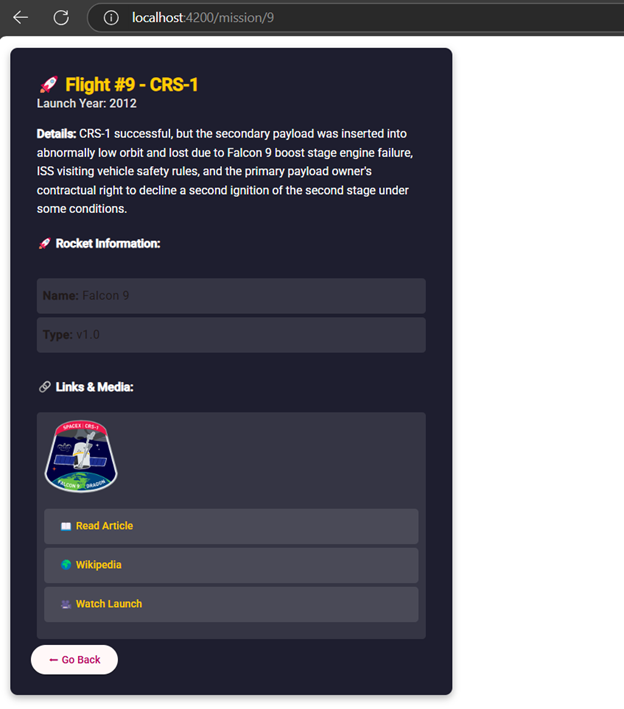 localhost:4200/mission/9
Flight #9 - CRS-1
Launch Year: 2012
Details: CRS-1 successful, but the secondary payload was inserted into
abnormally low orbit and lost due to Falcon 9 boost stage engine failure,
ISS visiting vehicle safety rules, and the primary payload owner's
contractual right to decline a second ignition of the second stage under
some conditions.
Rocket Information:
Name: Falcon 9
Type: v1.0
Links & Media:
SPACEX - CRS-1
FALCON 9 DRAGON
Read Article
Wikipedia
Watch Launch
← Go Back